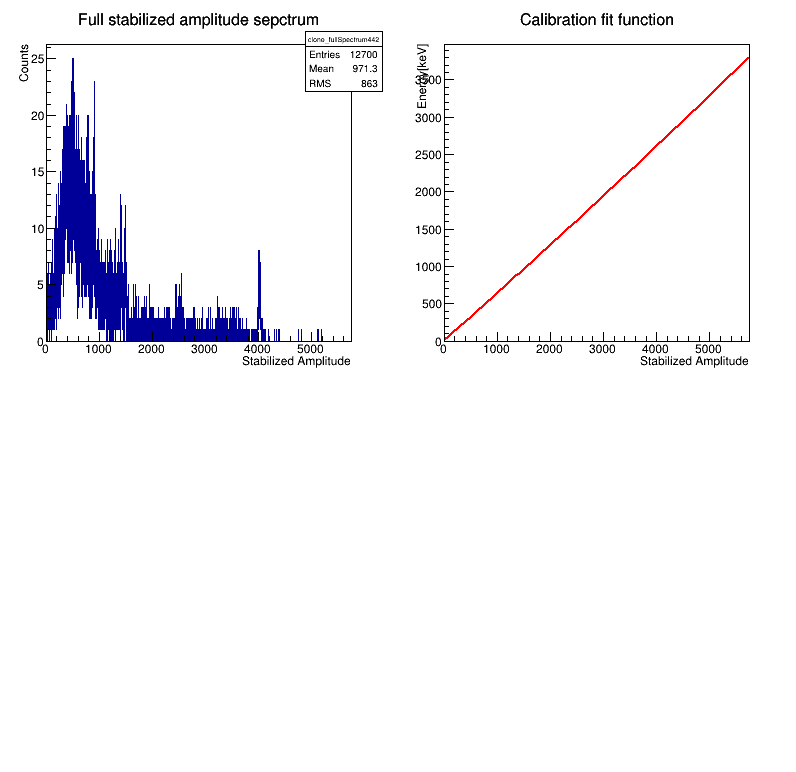 Full stabilized amplitude sepctrum
clone_fullSpectrum442
Entries 12700
Mean 971.3
RMS 863
Counts
25
20
15
10
5
0
0 1000 2000 3000 4000 5000
Stabilized Amplitude
Calibration fit function
Energy[keV]
3500
3000
2500
2000
1500
1000
500
0
0 1000 2000 3000 4000 5000
Stabilized Amplitude